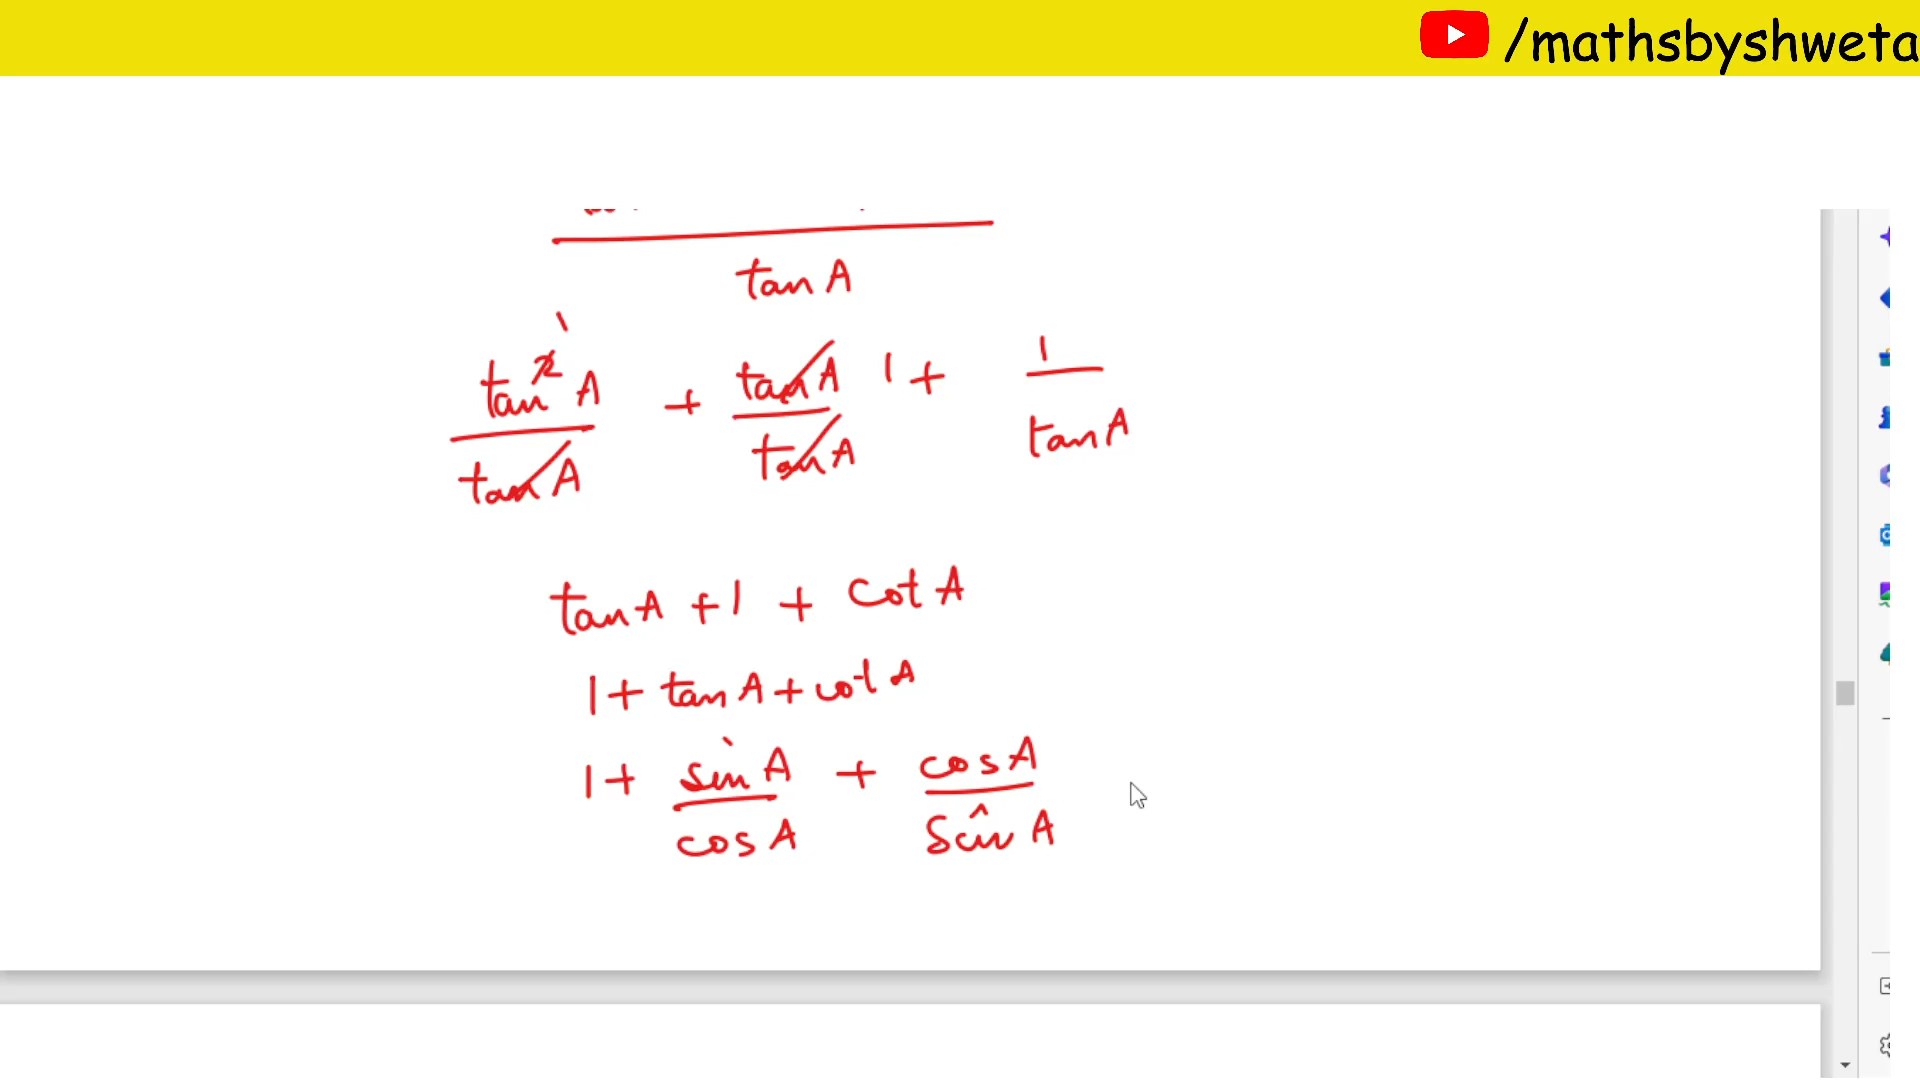 /mathsbyshweta
tan A
tan²¹ A / tan A + tan A / tan A 1 + 1 / tan A
tan A + 1 + cot A
1 + tan A + cot A
1 + sin A / cos A + cos A / sin A